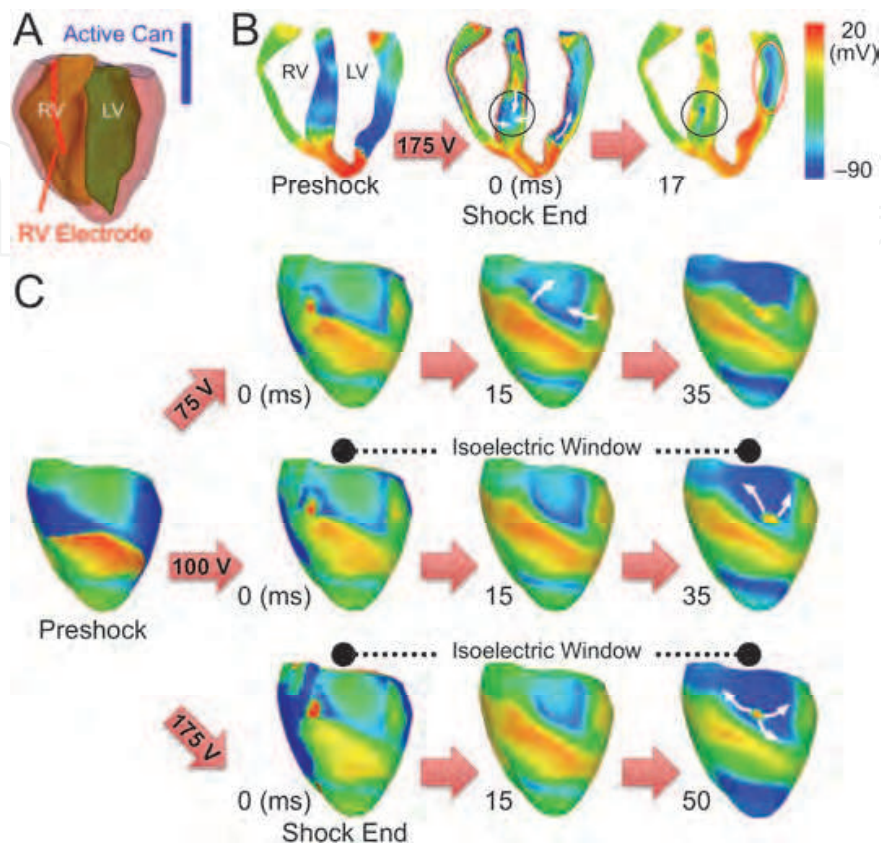 A
Active Can
RV
LV
RV Electrode
B
RV
LV
20
(mV)
–90
175 V
Preshock
0 (ms)
17
Shock End
C
75 V
0 (ms)
15
35
Isoelectric Window
100 V
Preshock
0 (ms)
15
35
Isoelectric Window
175 V
0 (ms)
15
50
Shock End